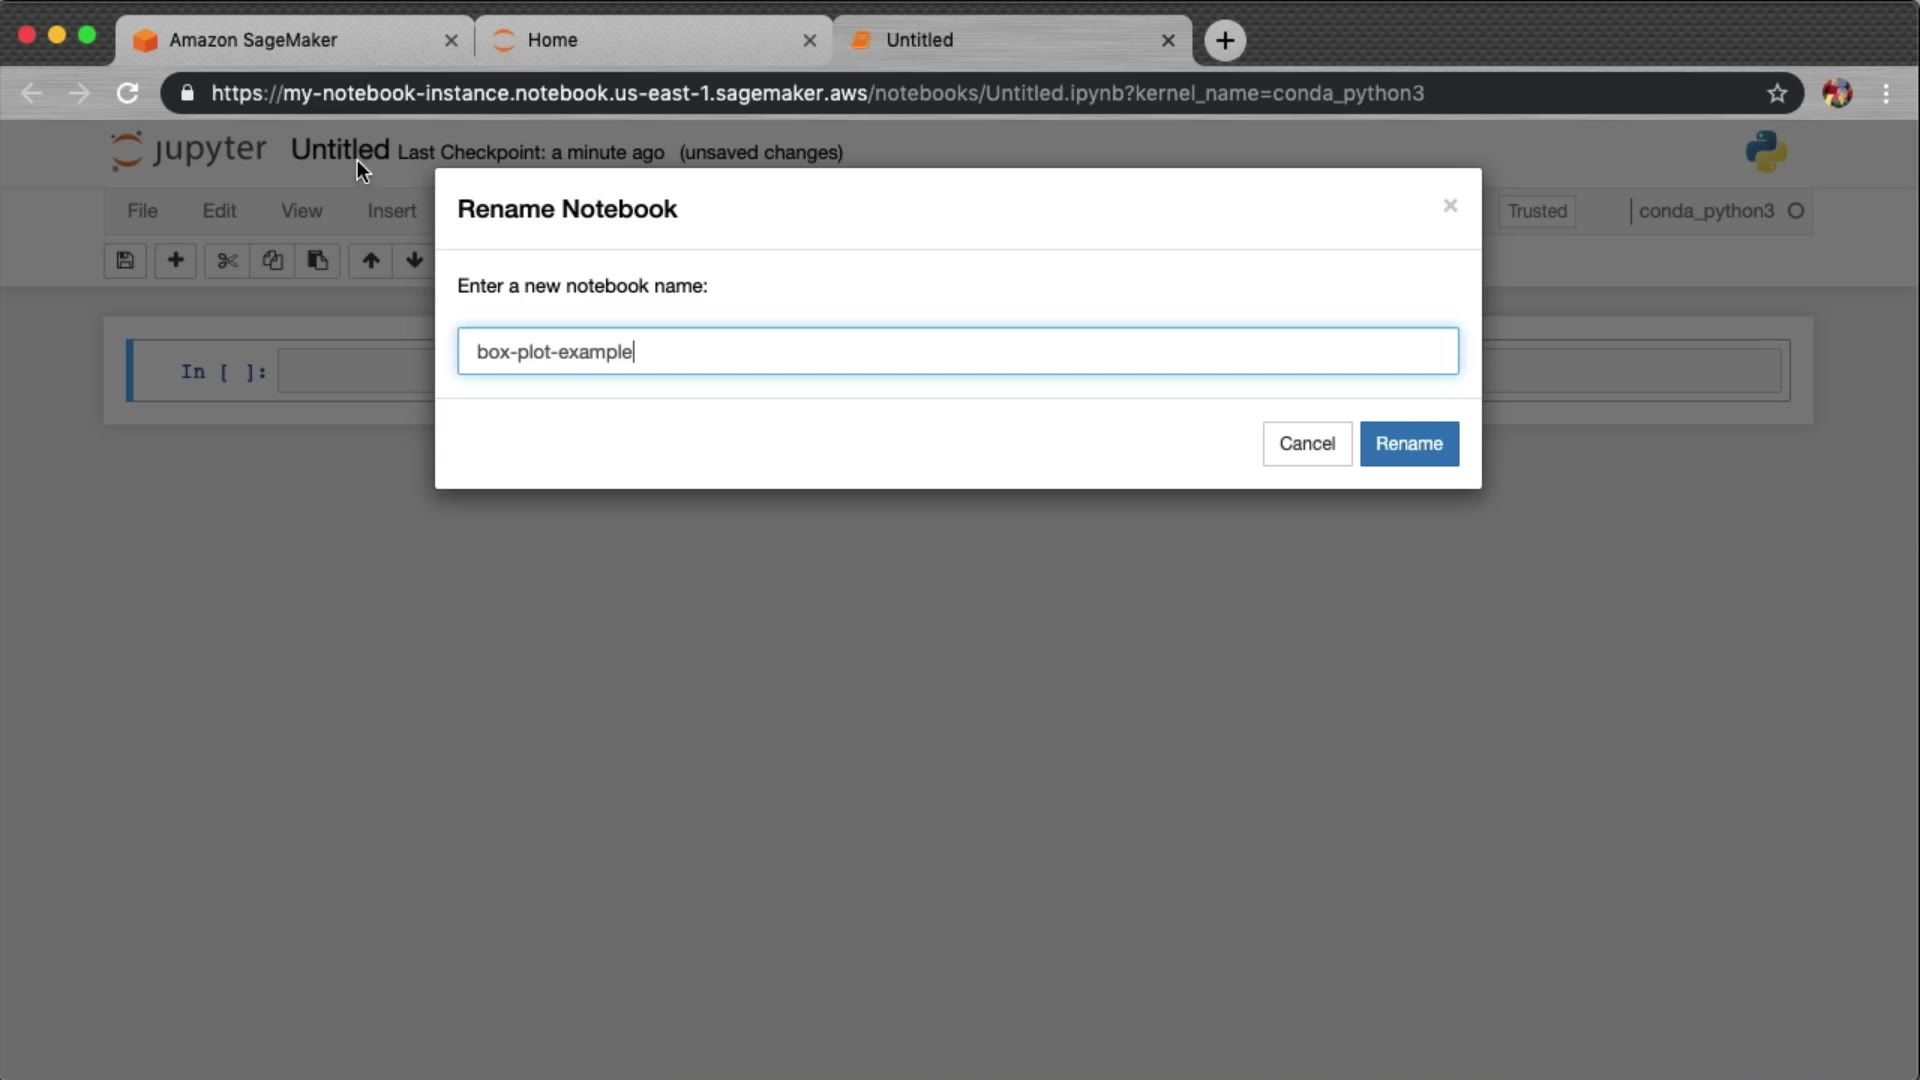 Amazon SageMaker
Home
Untitled
https://my-notebook-instance.notebook.us-east-1.sagemaker.aws/notebooks/Untitled.ipynb?kernel_name=conda_python3
jupyter Untitled Last Checkpoint: a minute ago (unsaved changes)
File Edit View Insert
Trusted
conda_python3
Rename Notebook
Enter a new notebook name:
box-plot-example
In [ ]:
Cancel Rename